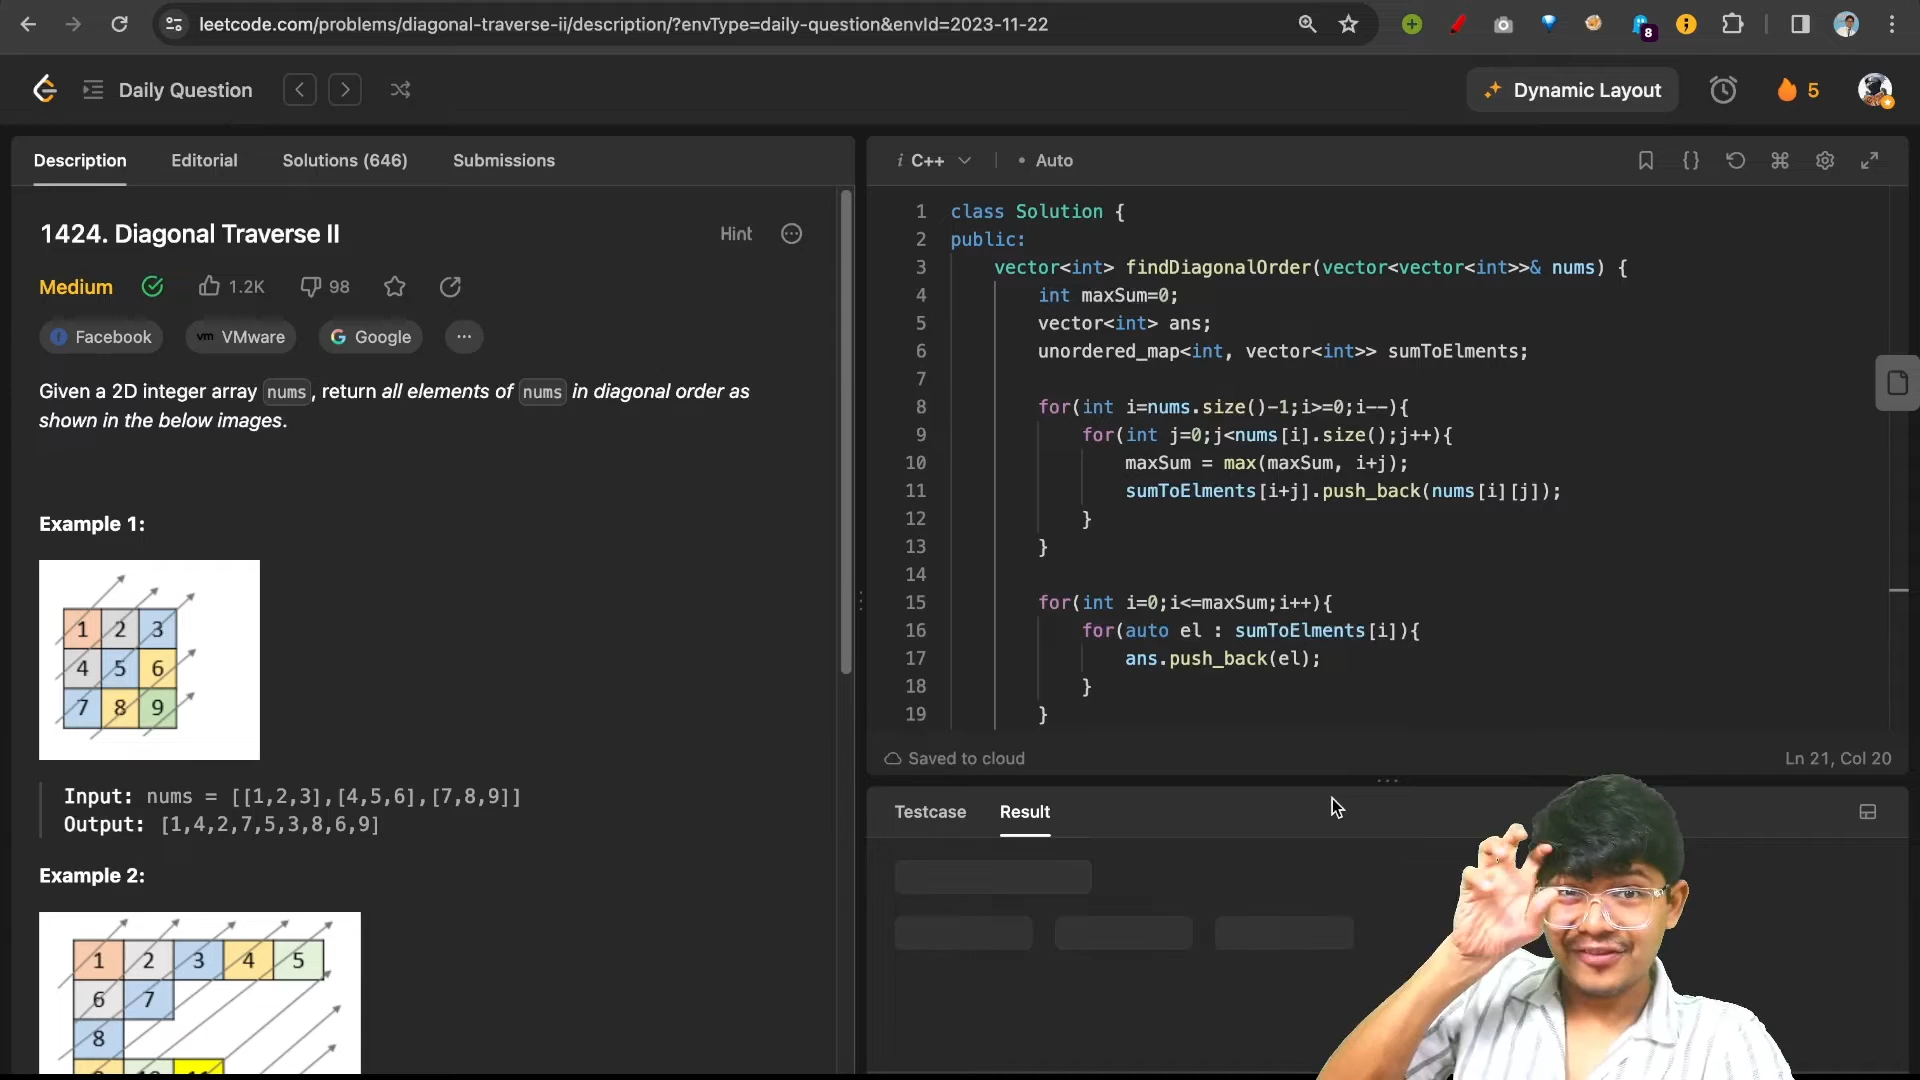 leetcode.com/problems/diagonal-traverse-ii/description/?envType=daily-question&envId=2023-11-22
8
Daily Question
Dynamic Layout
5
Description
Editorial
Solutions (646)
Submissions
1424. Diagonal Traverse II
Hint
Medium
1.2K
98
Facebook
vm VMware
Google
Given a 2D integer array nums, return all elements of nums in diagonal order as
shown in the below images.
Example 1:
1 2 3
4 5 6
7 8 9
Input: nums = [[1,2,3],[4,5,6],[7,8,9]]
Output: [1,4,2,7,5,3,8,6,9]
Example 2:
1 2 3 4 5
6 7
8
i C++
• Auto
1 class Solution {
2 public:
3 vector<int> findDiagonalOrder(vector<vector<int>>& nums) {
4 int maxSum=0;
5 vector<int> ans;
6 unordered_map<int, vector<int>> sumToElments;
7
8 for(int i=nums.size()-1;i>=0;i--){
9 for(int j=0;j<nums[i].size();j++){
10 maxSum = max(maxSum, i+j);
11 sumToElments[i+j].push_back(nums[i][j]);
12 }
13 }
14
15 for(int i=0;i<=maxSum;i++){
16 for(auto el : sumToElments[i]){
17 ans.push_back(el);
18 }
19 }
Saved to cloud
Ln 21, Col 20
Testcase
Result